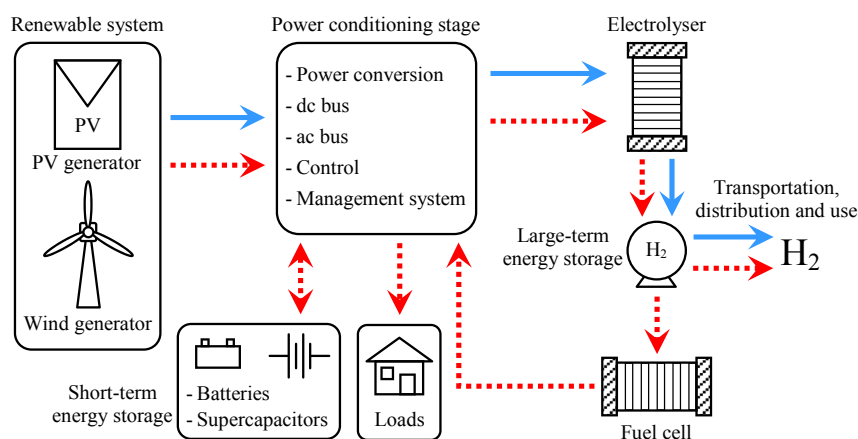 Renewable system
PV
PV generator
Wind generator
Power conditioning stage
- Power conversion
- dc bus
- ac bus
- Control
- Management system
Electrolyser
Large-term
energy storage
H₂
Transportation,
distribution and use
H₂
Short-term
energy storage
- Batteries
- Supercapacitors
Loads
Fuel cell